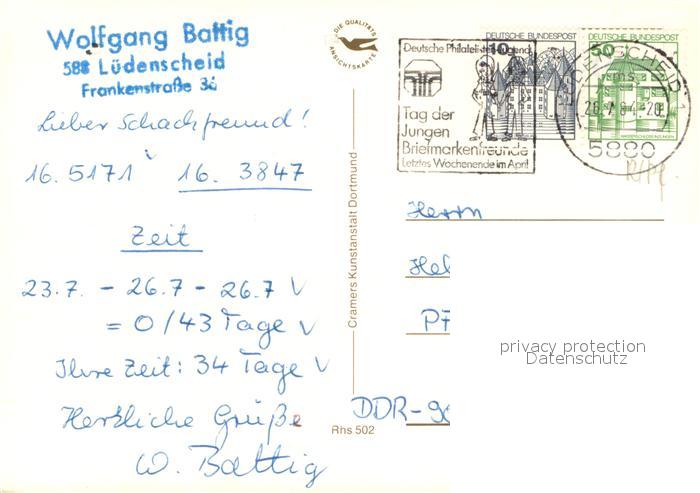 Wolfgang Battig
588 Lüdenscheid
Frankenstraße 36
Lieber Schachfreund!
16. 5171 v 16. 3847
Zeit
23.7. - 26.7 - 26.7 V
= 0/43 Tage V
Ihre Zeit: 34 Tage V
Herzliche Grüße
W. Battig
DIE QUALITÄTS
ANSICHTSKARTE
Cramers Kunstanstalt Dortmund
Rhs 502
DEUTSCHE BUNDESPOST
10
DEUTSCHE BUNDESPOST
50
Tag der
Jungen
Briefmarkenfreunde
Letztes Wochenende im April
5880
Herrn
Hel
DDR-90
privacy protection
Datenschutz